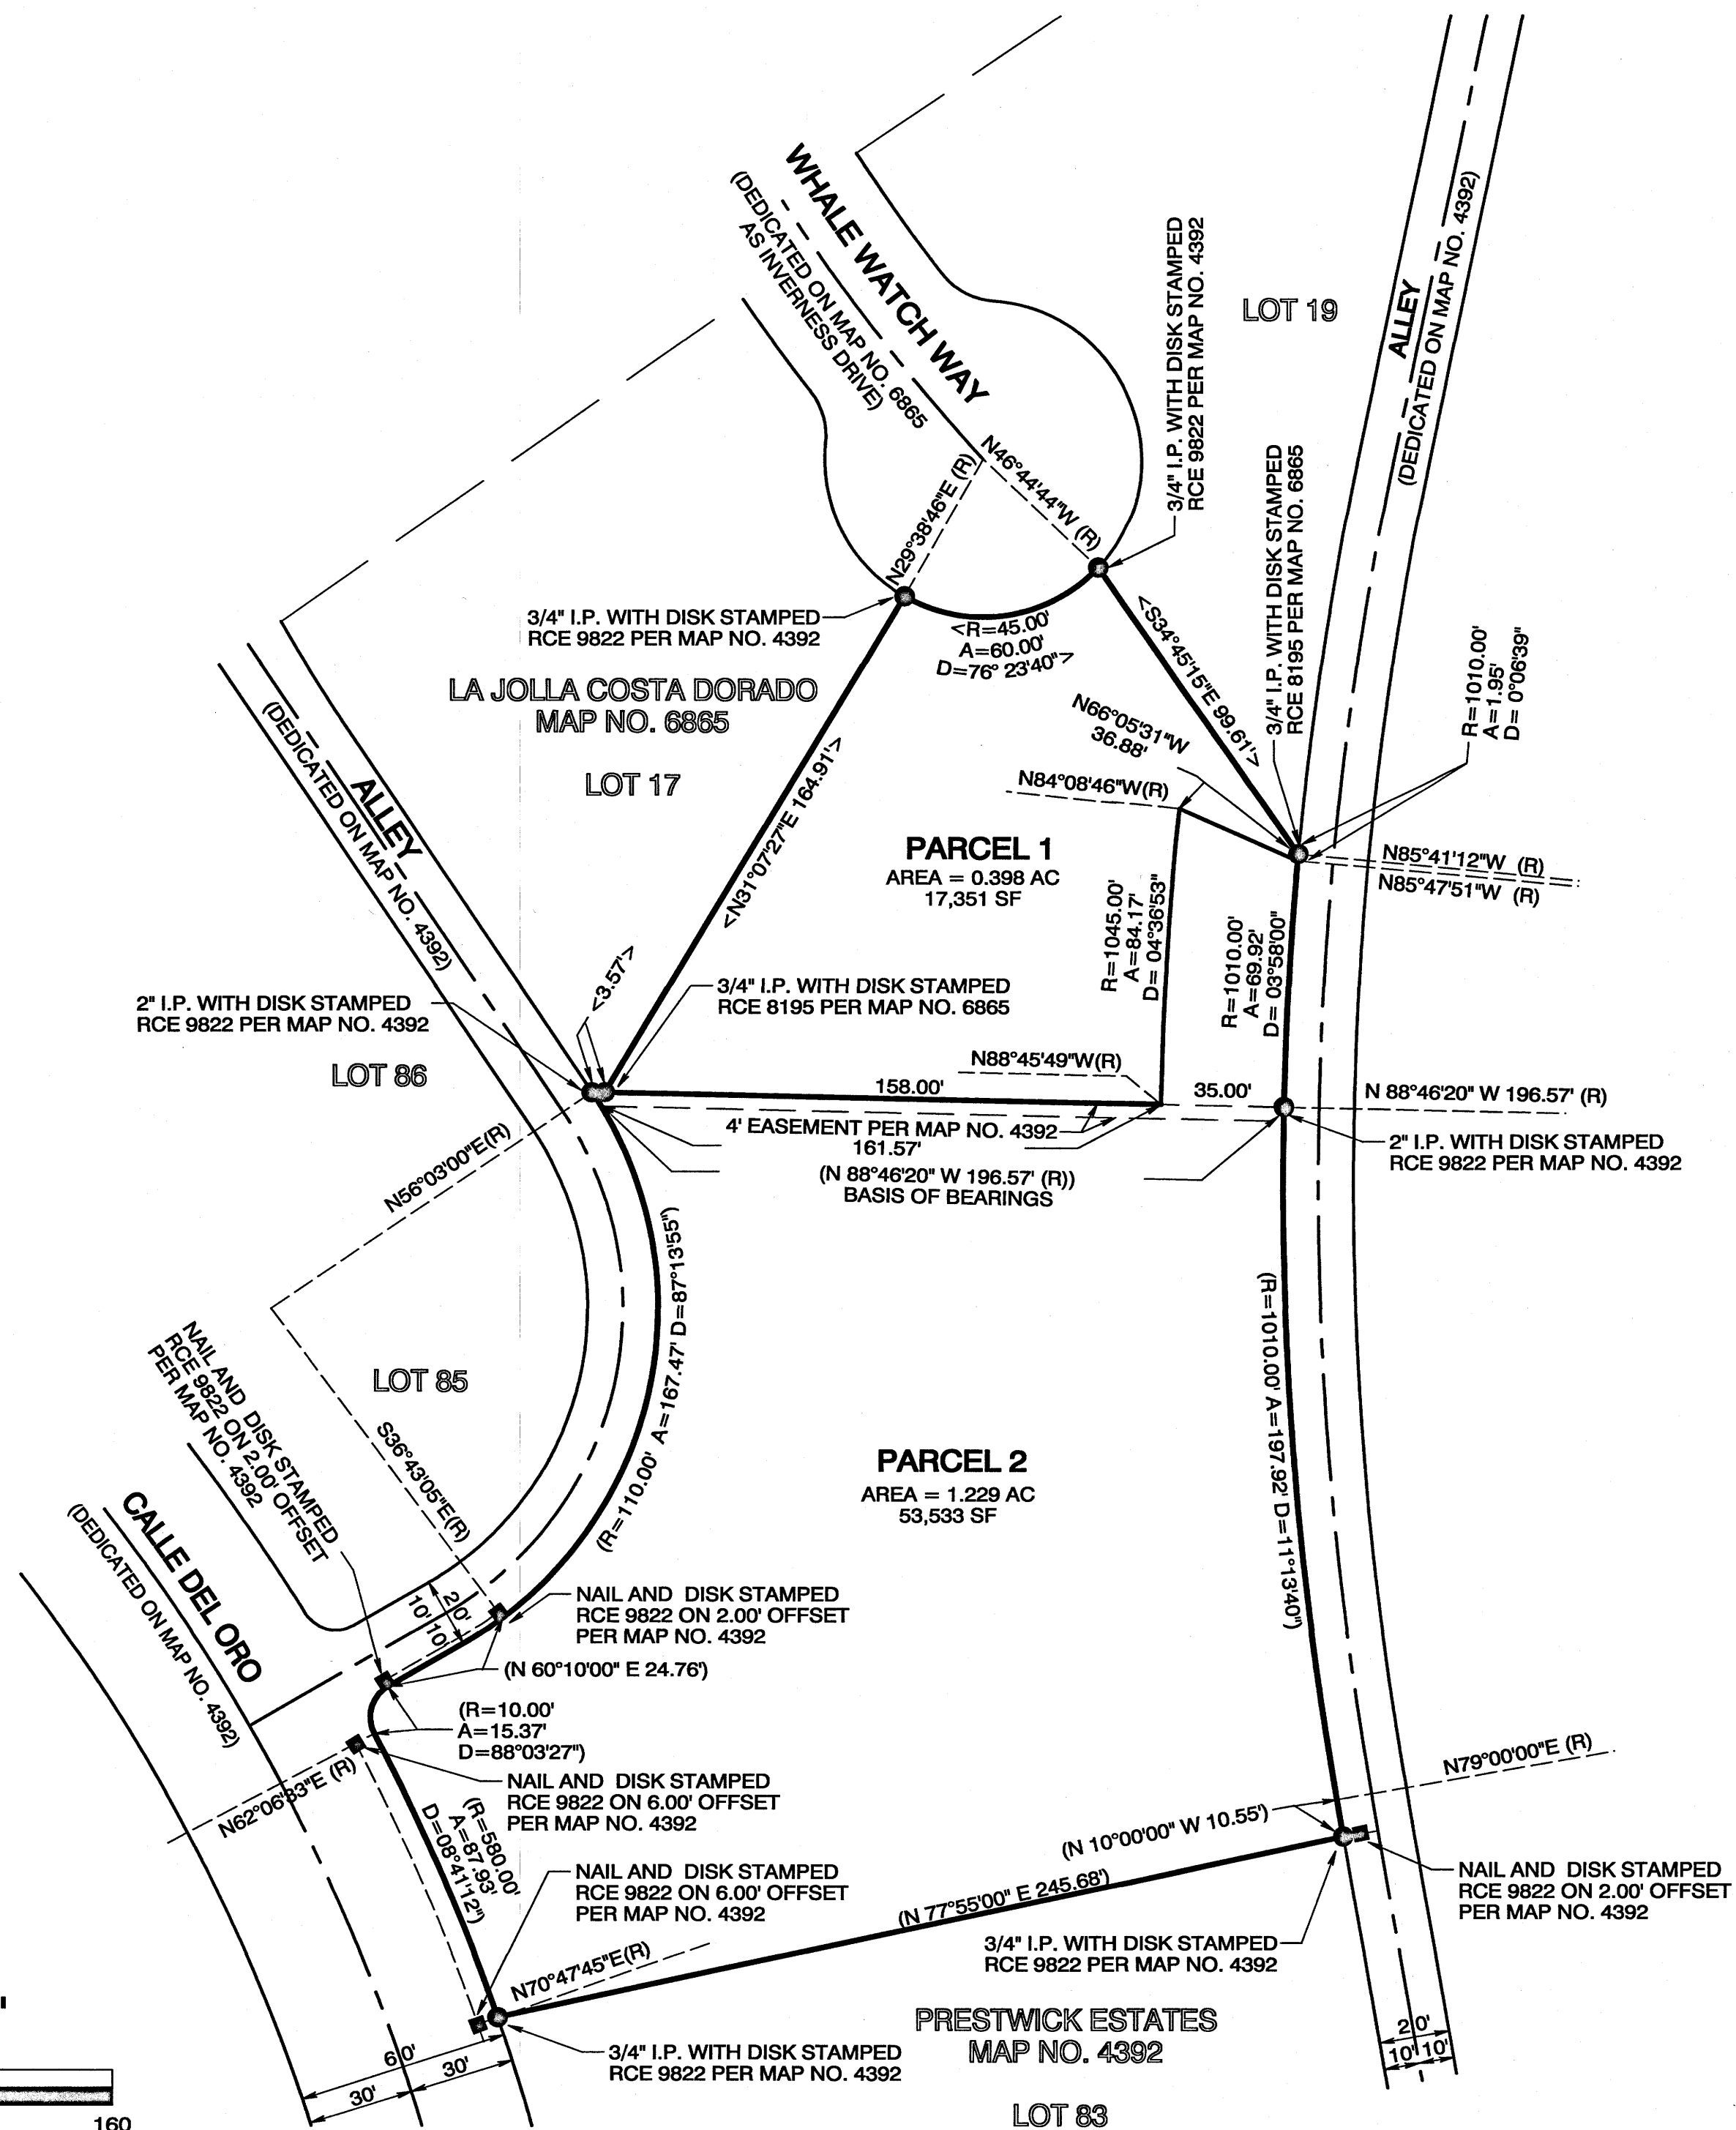 WHALE WATCH WAY
(DEDICATED ON MAP NO. 6865
AS INVERNESS DRIVE)
LOT 19
ALLEY
(DEDICATED ON MAP NO. 4392)
3/4" I.P. WITH DISK STAMPED
RCE 9822 PER MAP NO. 4392
3/4" I.P. WITH DISK STAMPED
RCE 8195 PER MAP NO. 6865
N46°44'44"W (R)
N29°38'46"E (R)
3/4" I.P. WITH DISK STAMPED
RCE 9822 PER MAP NO. 4392
<R=45.00'
A=60.00'
D=76° 23'40">
<S34°45'15"E 99.61'>
R=1010.00'
A=1.95'
D= 0°06'39"
LA JOLLA COSTA DORADO
MAP NO. 6865
LOT 17
N66°05'31"W
36.88'
N84°08'46"W(R)
<N31°07'27"E 164.91'>
ALLEY
(DEDICATED ON MAP NO. 4392)
PARCEL 1
AREA = 0.398 AC
17,351 SF
N85°41'12"W (R)
N85°47'51"W (R)
R=1045.00'
A=84.17'
D= 04°36'53"
R=1010.00'
A=69.92'
D= 03°58'00"
<3.57'>
3/4" I.P. WITH DISK STAMPED
RCE 8195 PER MAP NO. 6865
2" I.P. WITH DISK STAMPED
RCE 9822 PER MAP NO. 4392
LOT 86
N88°45'49"W(R)
158.00'
35.00'
N 88°46'20" W 196.57' (R)
4' EASEMENT PER MAP NO. 4392
161.57'
(N 88°46'20" W 196.57' (R))
BASIS OF BEARINGS
2" I.P. WITH DISK STAMPED
RCE 9822 PER MAP NO. 4392
N56°03'00"E(R)
(R=110.00' A=167.47' D=87°13'55")
(R=1010.00' A=197.92' D=11°13'40")
NAIL AND DISK STAMPED
RCE 9822 ON 2.00' OFFSET
PER MAP NO. 4392
LOT 85
S36°43'05"E(R)
PARCEL 2
AREA = 1.229 AC
53,533 SF
CALLE DEL ORO
(DEDICATED ON MAP NO. 4392)
20'
10' 10'
NAIL AND DISK STAMPED
RCE 9822 ON 2.00' OFFSET
PER MAP NO. 4392
(N 60°10'00" E 24.76')
(R=10.00'
A=15.37'
D=88°03'27")
N62°06'33"E (R)
NAIL AND DISK STAMPED
RCE 9822 ON 6.00' OFFSET
PER MAP NO. 4392
N79°00'00"E (R)
(R=580.00'
A=87.93'
D=08°41'12")
(N 10°00'00" W 10.55')
NAIL AND DISK STAMPED
RCE 9822 ON 6.00' OFFSET
PER MAP NO. 4392
(N 77°55'00" E 245.68')
NAIL AND DISK STAMPED
RCE 9822 ON 2.00' OFFSET
PER MAP NO. 4392
3/4" I.P. WITH DISK STAMPED
RCE 9822 PER MAP NO. 4392
N70°47'45"E(R)
PRESTWICK ESTATES
MAP NO. 4392
3/4" I.P. WITH DISK STAMPED
RCE 9822 PER MAP NO. 4392
60'
30'
30'
20'
10' 10'
LOT 83
160